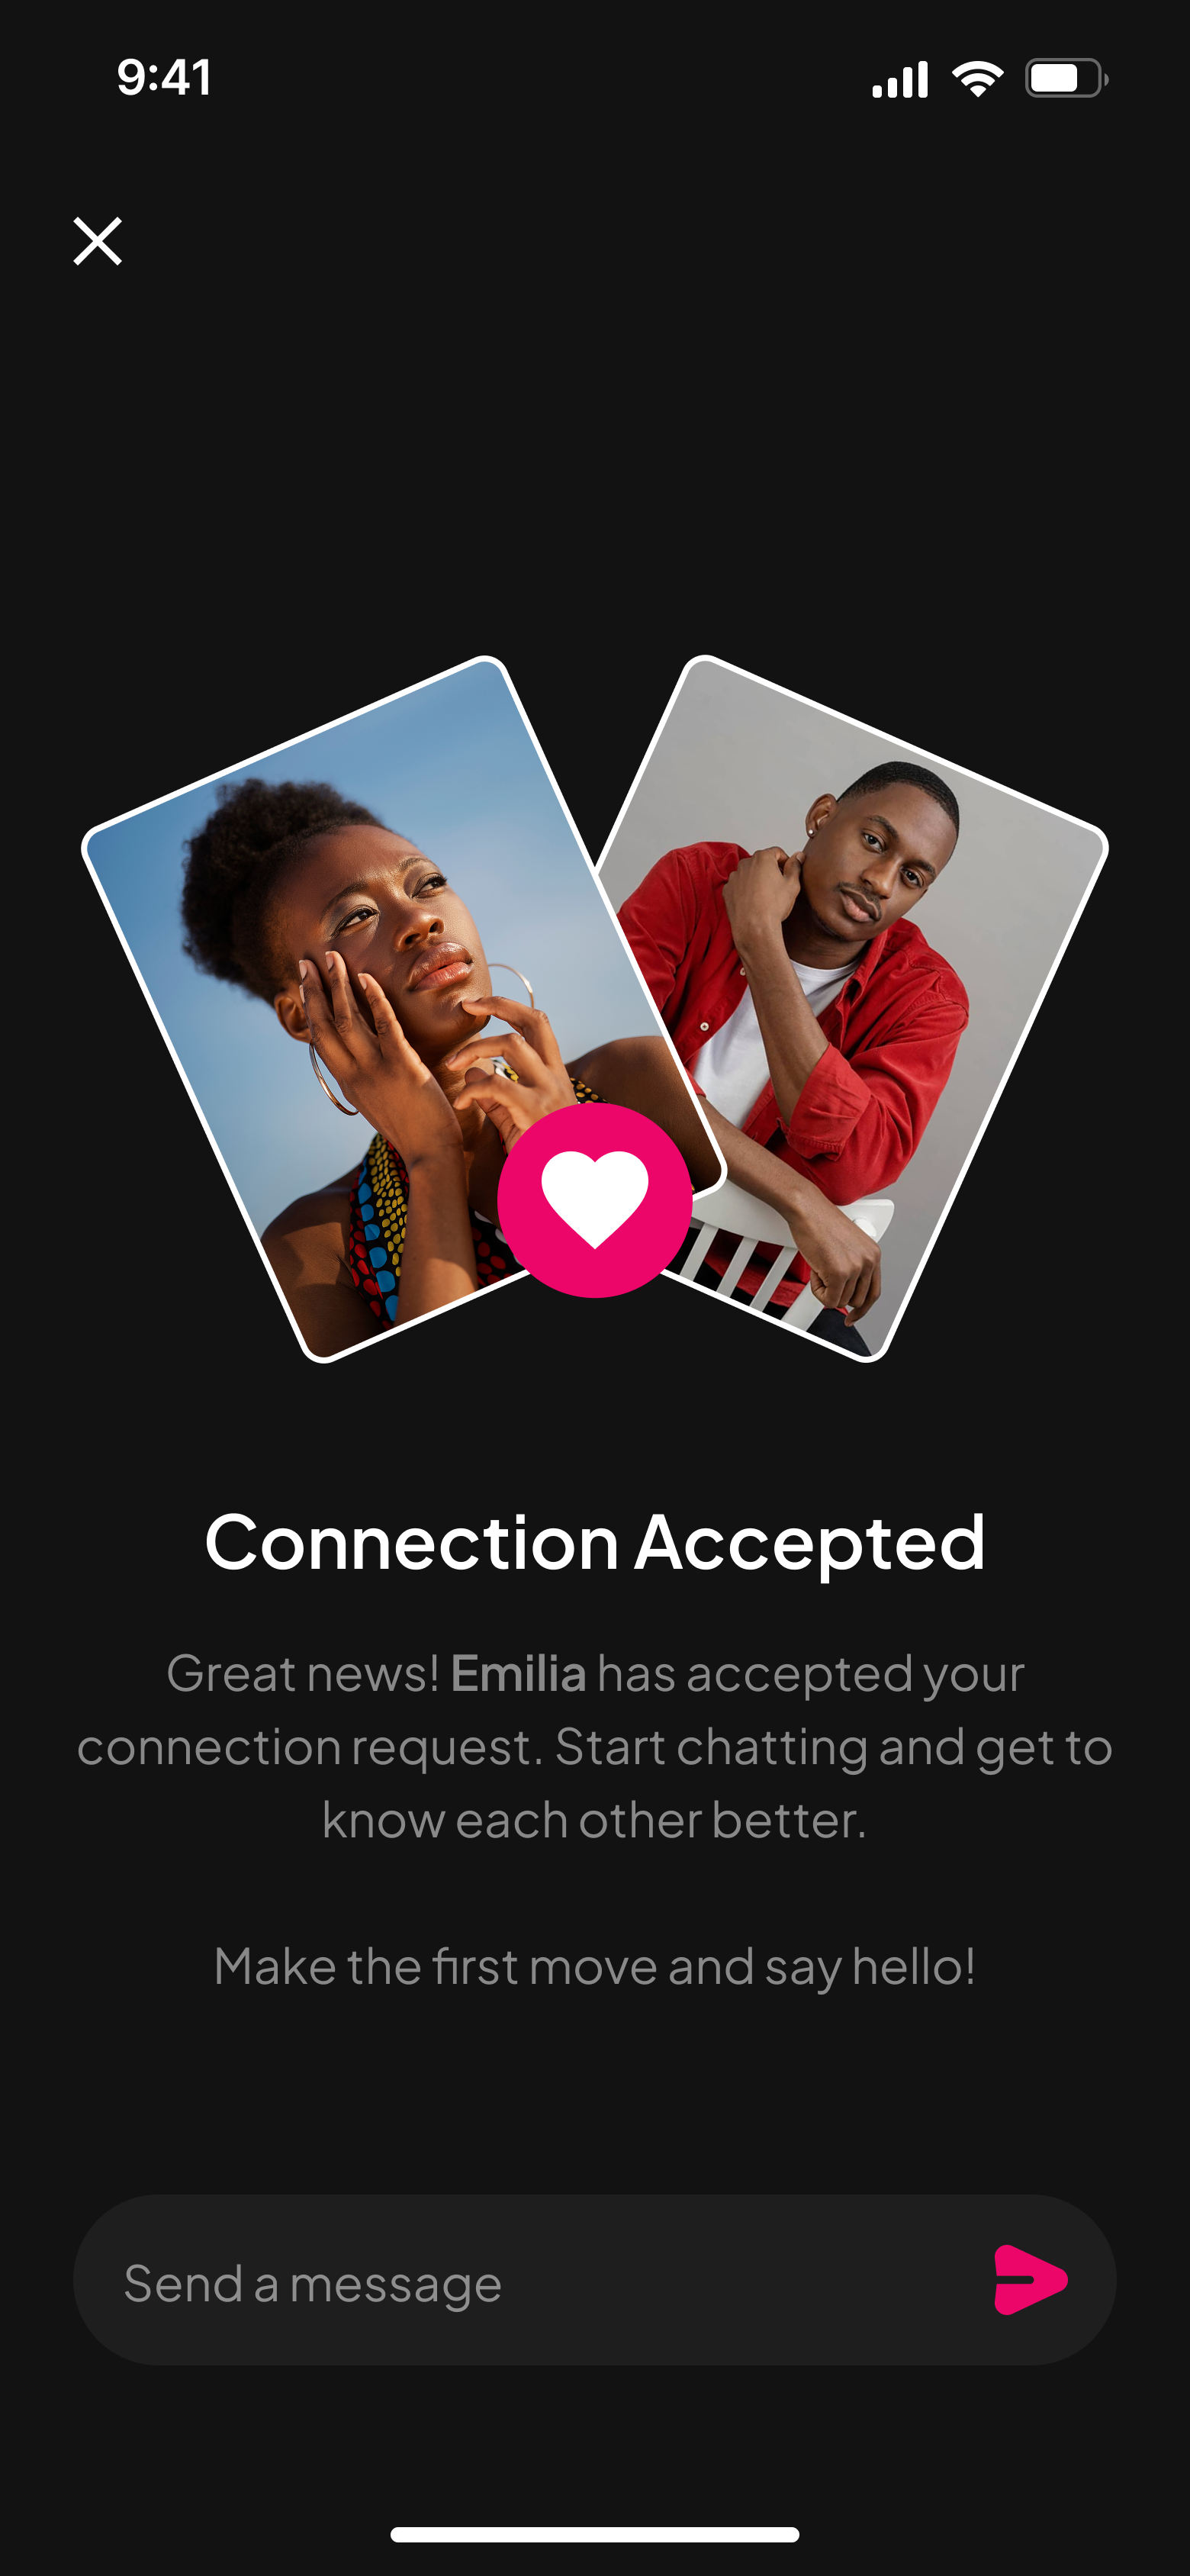 9:41
Connection Accepted
Great news! Emilia has accepted your
connection request. Start chatting and get to
know each other better.
Make the first move and say hello!
Send a message